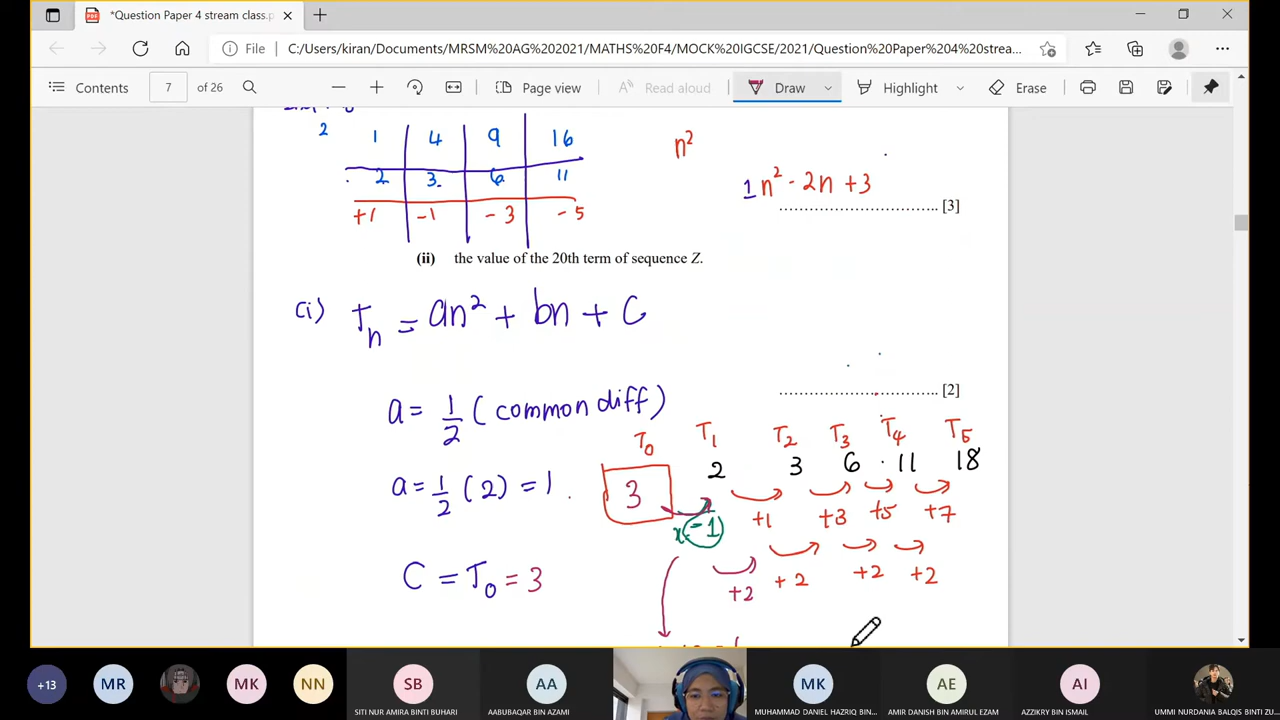 *Question Paper 4 stream class.p
File C:/Users/kiran/Documents/MRSM%20AG%202021/MATHS%20F4/MOCK%20IGCSE/2021/Question%20Paper%204%20strea...
Contents 7 of 26 Page view Read aloud Draw Highlight Erase
2 1 4 9 16
2 3 6 11
+1 -1 -3 -5
n²
1n² - 2n + 3
[3]
(ii) the value of the 20th term of sequence Z.
(i) Tn = an² + bn + c
[2]
a = 1/2 (common diff)
T0 T1 T2 T3 T4 T5
3 2 3 6 11 18
a = 1/2 (2) = 1
x -1 +1 +3 +5 +7
+2 +2 +2 +2
C = T0 = 3
+13 MR MK NN SB AA MK AE AI
SITI NUR AMIRA BINTI BUHARI AABUBAQAR BIN AZAMI MUHAMMAD DANIEL HAZRIQ BIN... AMIR DANISH BIN AMIRUL EZAM AZZIKRY BIN ISMAIL UMMI NURDANIA BALQIS BINTI ZU...